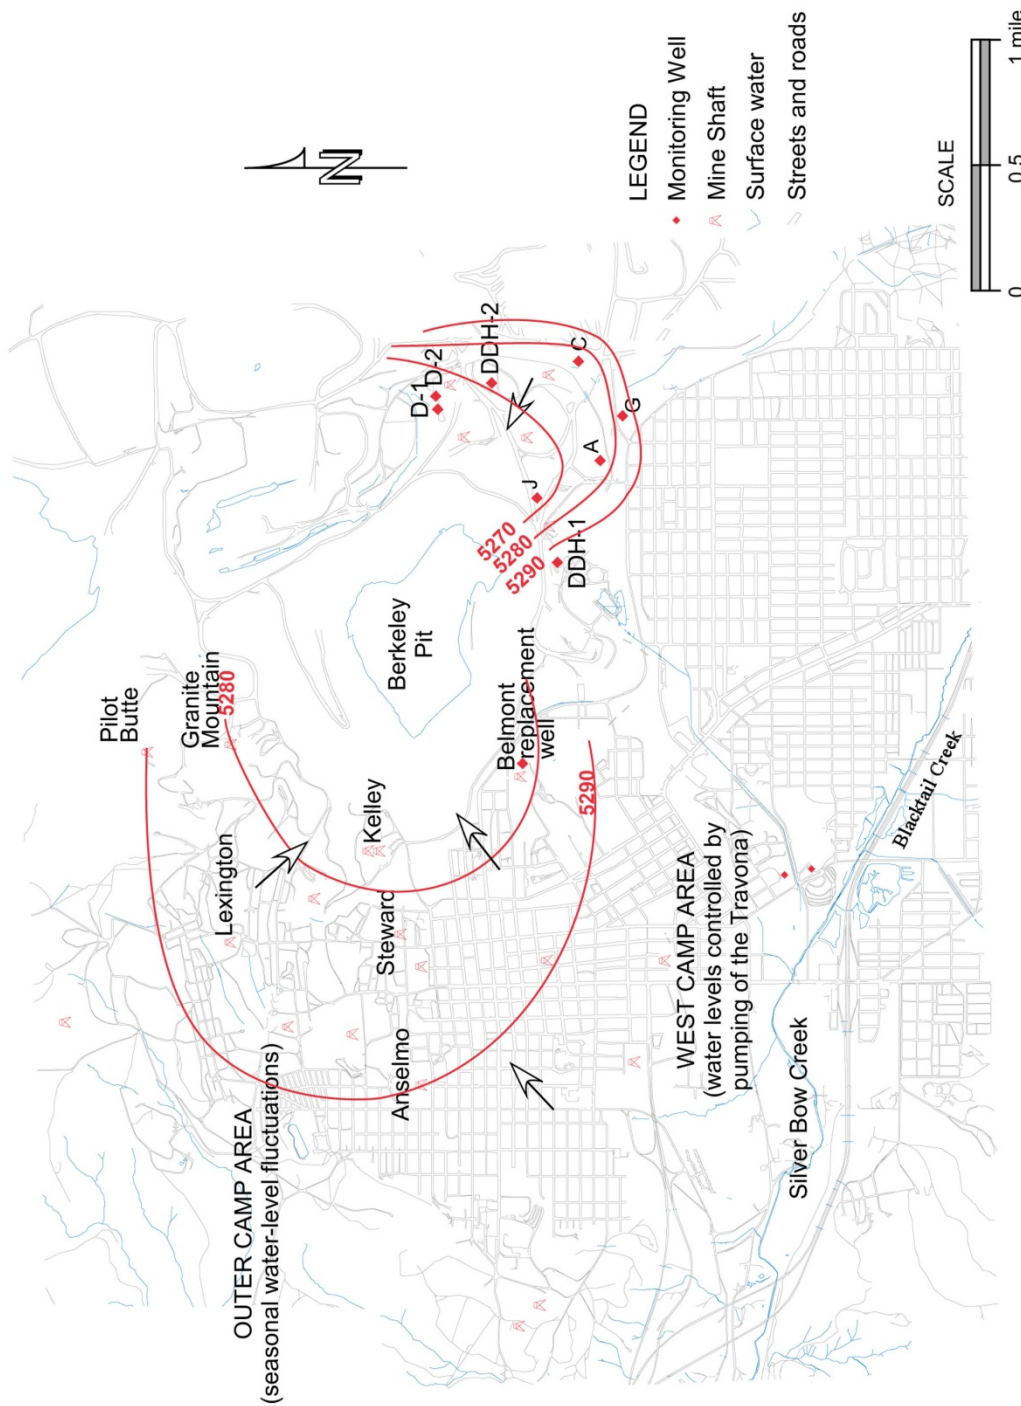 N
LEGEND
Monitoring Well
Mine Shaft
Surface water
Streets and roads
SCALE
0
0.5
1 mile
Pilot
Butte
Granite
Mountain
5280
Lexington
Kelley
Steward
Anselmo
Berkeley
Pit
Belmont
replacement
well
5290
OUTER CAMP AREA
(seasonal water-level fluctuations)
WEST CAMP AREA
(water levels controlled by
pumping of the Travona)
Silver Bow Creek
Blacktail Creek
D-1
D-2
DDH-2
C
G
A
J
DDH-1
5270
5280
5290